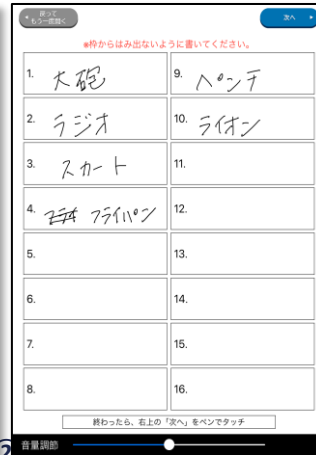 戻って
もう一度聞く
次へ
※枠からはみ出ないように書いてください。
1. 大砲
2. ラジオ
3. スカート
4. フライパン
5.
6.
7.
8.
9. ペンチ
10. ライオン
11.
12.
13.
14.
15.
16.
終わったら、右上の「次へ」をペンでタッチ
音量調節
2